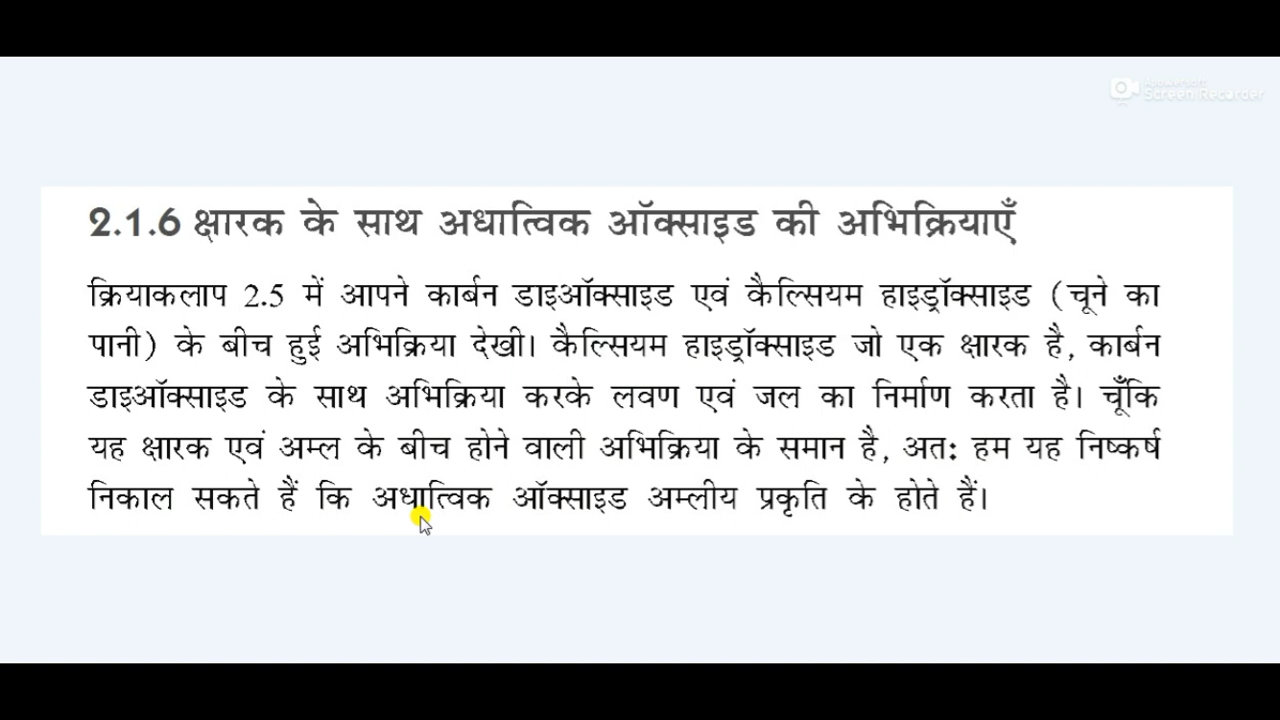 Screen Recorder
2.1.6 क्षारक के साथ अधात्विक ऑक्साइड की अभिक्रियाएँ
क्रियाकलाप 2.5 में आपने कार्बन डाइऑक्साइड एवं कैल्सियम हाइड्रॉक्साइड (चूने का
पानी) के बीच हुई अभिक्रिया देखी। कैल्सियम हाइड्रॉक्साइड जो एक क्षारक है, कार्बन
डाइऑक्साइड के साथ अभिक्रिया करके लवण एवं जल का निर्माण करता है। चूँकि
यह क्षारक एवं अम्ल के बीच होने वाली अभिक्रिया के समान है, अतः हम यह निष्कर्ष
निकाल सकते हैं कि अधात्विक ऑक्साइड अम्लीय प्रकृति के होते हैं।